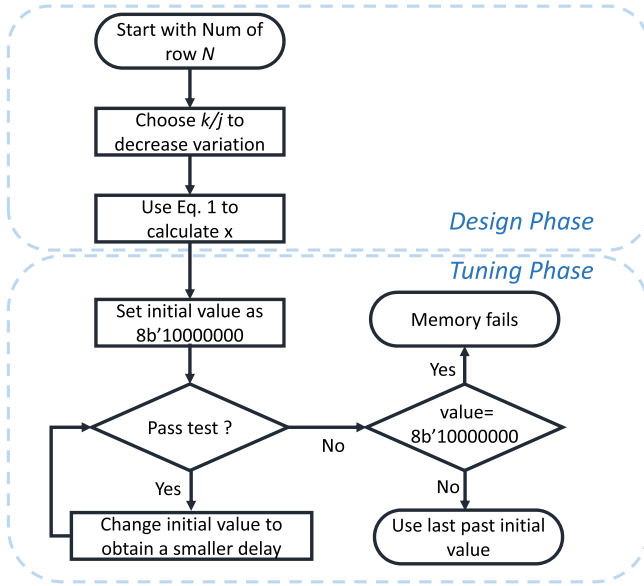 Start with Num of
row N
Choose k/j to
decrease variation
Use Eq. 1 to
calculate x
Design Phase
Tuning Phase
Set initial value as
8b’10000000
Memory fails
Yes
Pass test ?
No
value=
8b’10000000
Yes
No
Change initial value to
obtain a smaller delay
Use last past initial
value